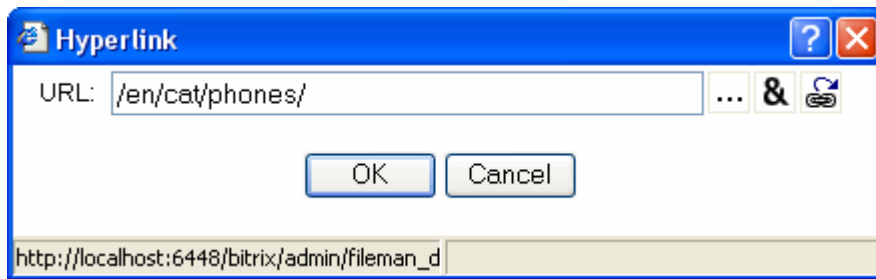 Hyperlink ?
URL: /en/cat/phones/ ... &
OK Cancel
http://localhost:6448/bitrix/admin/fileman_d